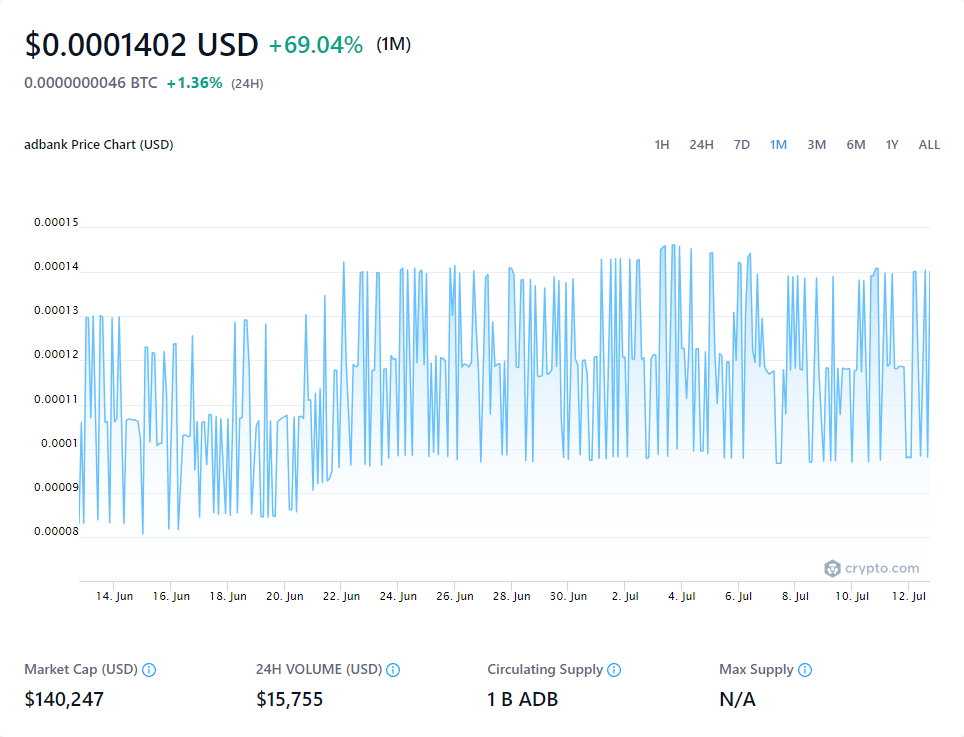 $0.0001402 USD +69.04% (1M)
0.0000000046 BTC +1.36% (24H)
adbank Price Chart (USD)
1H 24H 7D 1M 3M 6M 1Y ALL
0.00015
0.00014
0.00013
0.00012
0.00011
0.0001
0.00009
0.00008
crypto.com
14. Jun 16. Jun 18. Jun 20. Jun 22. Jun 24. Jun 26. Jun 28. Jun 30. Jun 2. Jul 4. Jul 6. Jul 8. Jul 10. Jul 12. Jul
Market Cap (USD) 24H VOLUME (USD) Circulating Supply Max Supply
$140,247 $15,755 1 B ADB N/A